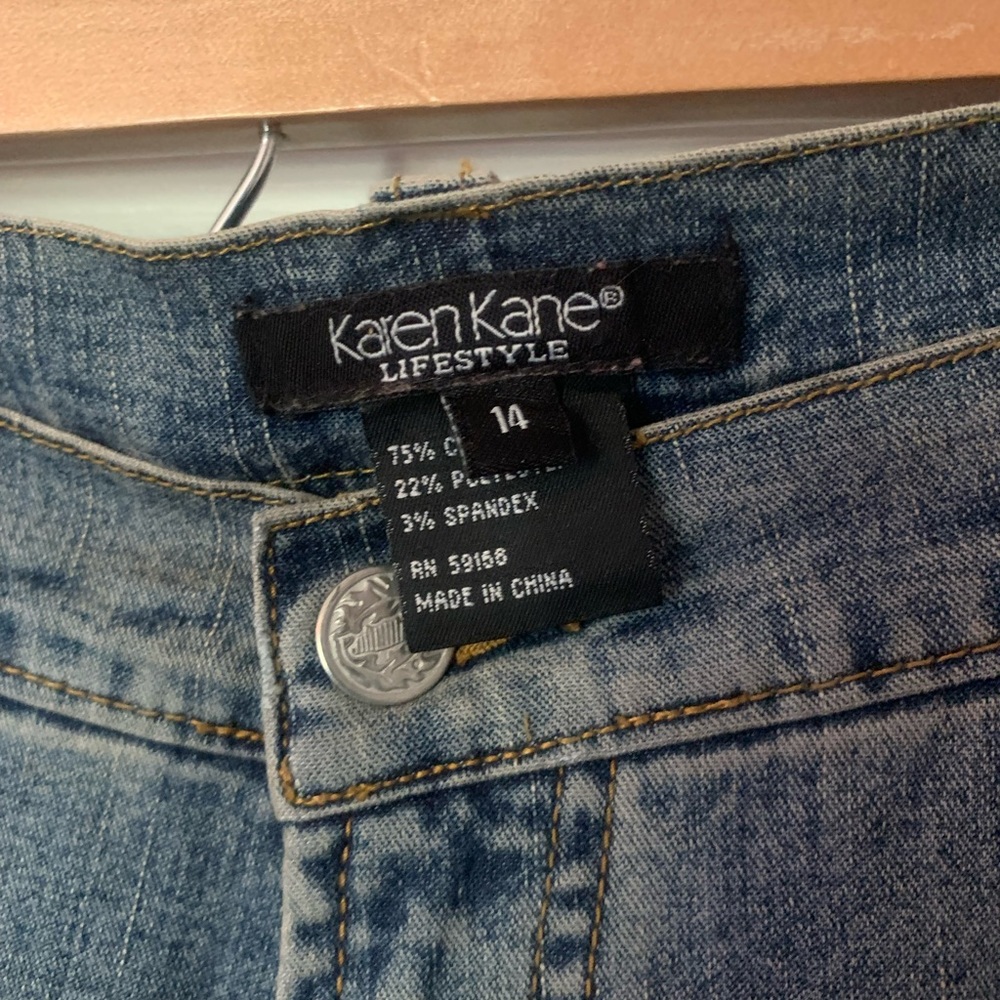 Karen Kane®
LIFESTYLE
14
75% C
22%
3% SPANDEX
RN 59168
MADE IN CHINA